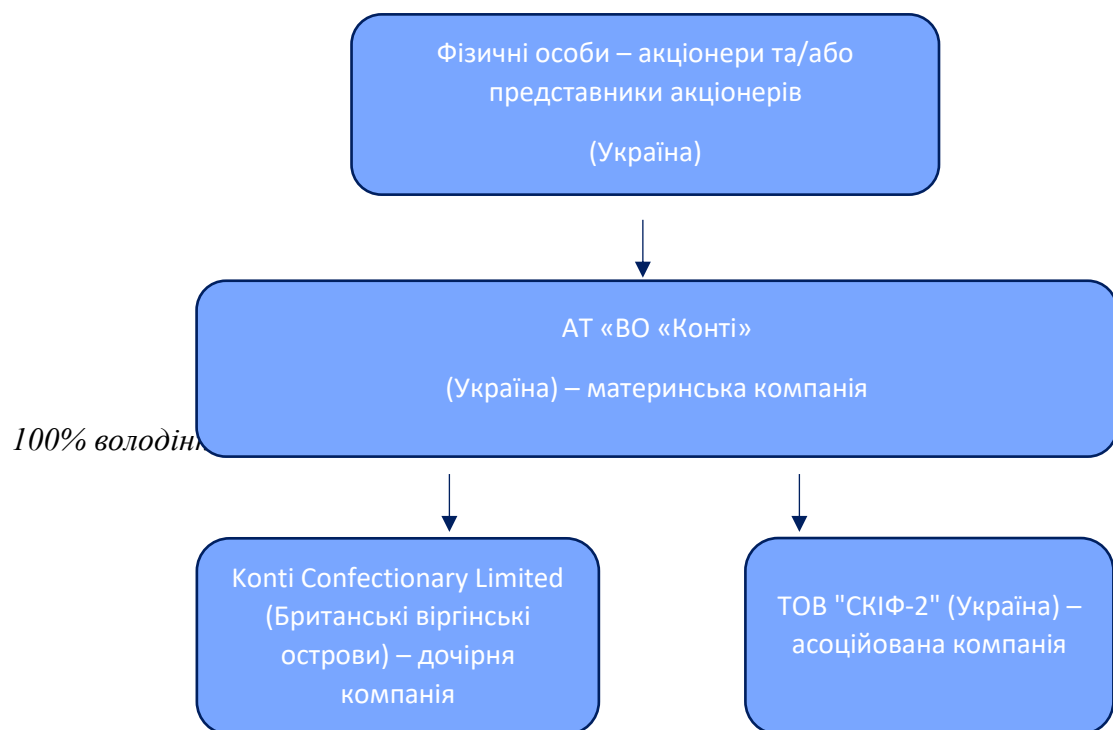 Фізичні особи – акціонери та/або
представники акціонерів
(Україна)
АТ «ВО «Конті»
(Україна) – материнська компанія
100%
Konti Confectionary Limited
(Британські віргінські
острови) – дочірня
компанія
ТОВ "СКІФ-2" (Україна) –
асоційована компанія